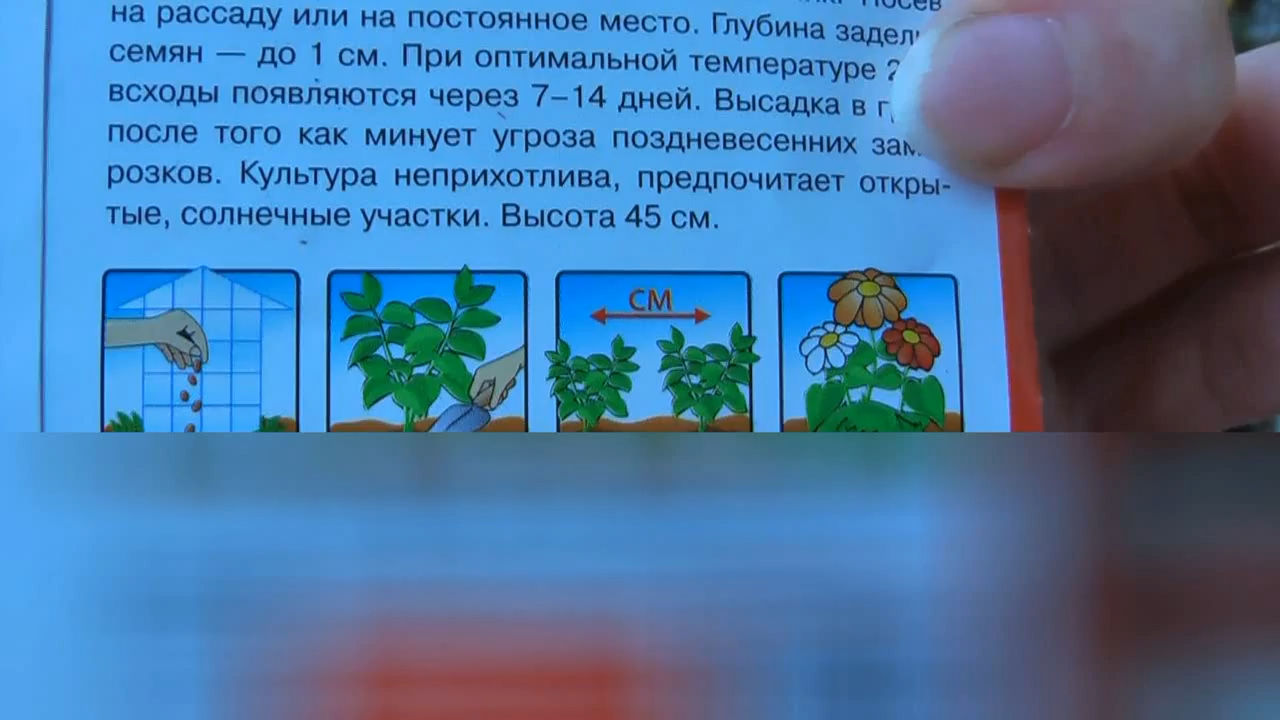 на рассаду или на постоянное место. Глубина
семян — до 1 см. При оптимальной температуре
всходы появляются через 7–14 дней. Высадка в
после того как минует угроза поздневесенних
розков. Культура неприхотлива, предпочитает откры-
тые, солнечные участки. Высота 45 см.
СМ